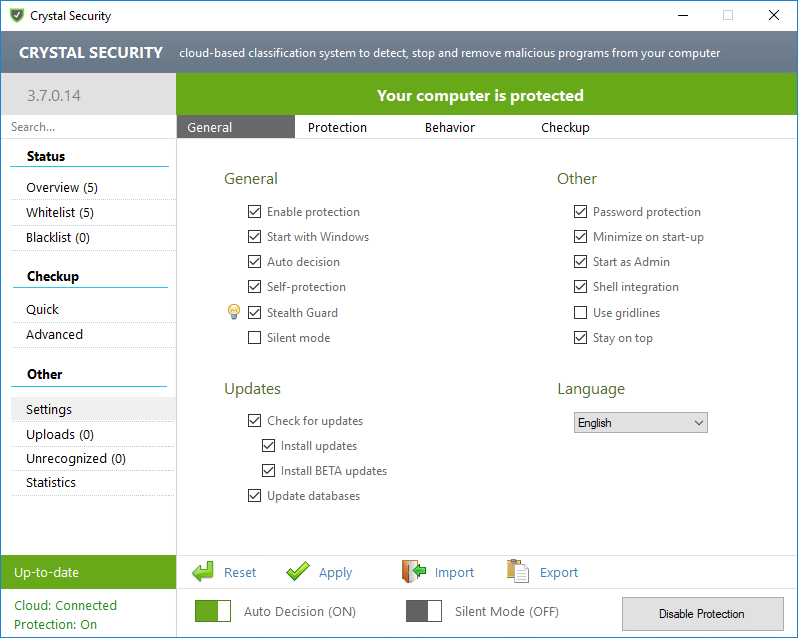 Crystal Security
CRYSTAL SECURITY cloud-based classification system to detect, stop and remove malicious programs from your computer
3.7.0.14
Your computer is protected
Search...
General Protection Behavior Checkup
Status
Overview (5)
Whitelist (5)
Blacklist (0)
Checkup
Quick
Advanced
Other
Settings
Uploads (0)
Unrecognized (0)
Statistics
General
Enable protection
Start with Windows
Auto decision
Self-protection
Stealth Guard
Silent mode
Updates
Check for updates
Install updates
Install BETA updates
Update databases
Other
Password protection
Minimize on start-up
Start as Admin
Shell integration
Use gridlines
Stay on top
Language
English
Up-to-date
Reset Apply Import Export
Cloud: Connected
Protection: On
Auto Decision (ON) Silent Mode (OFF) Disable Protection